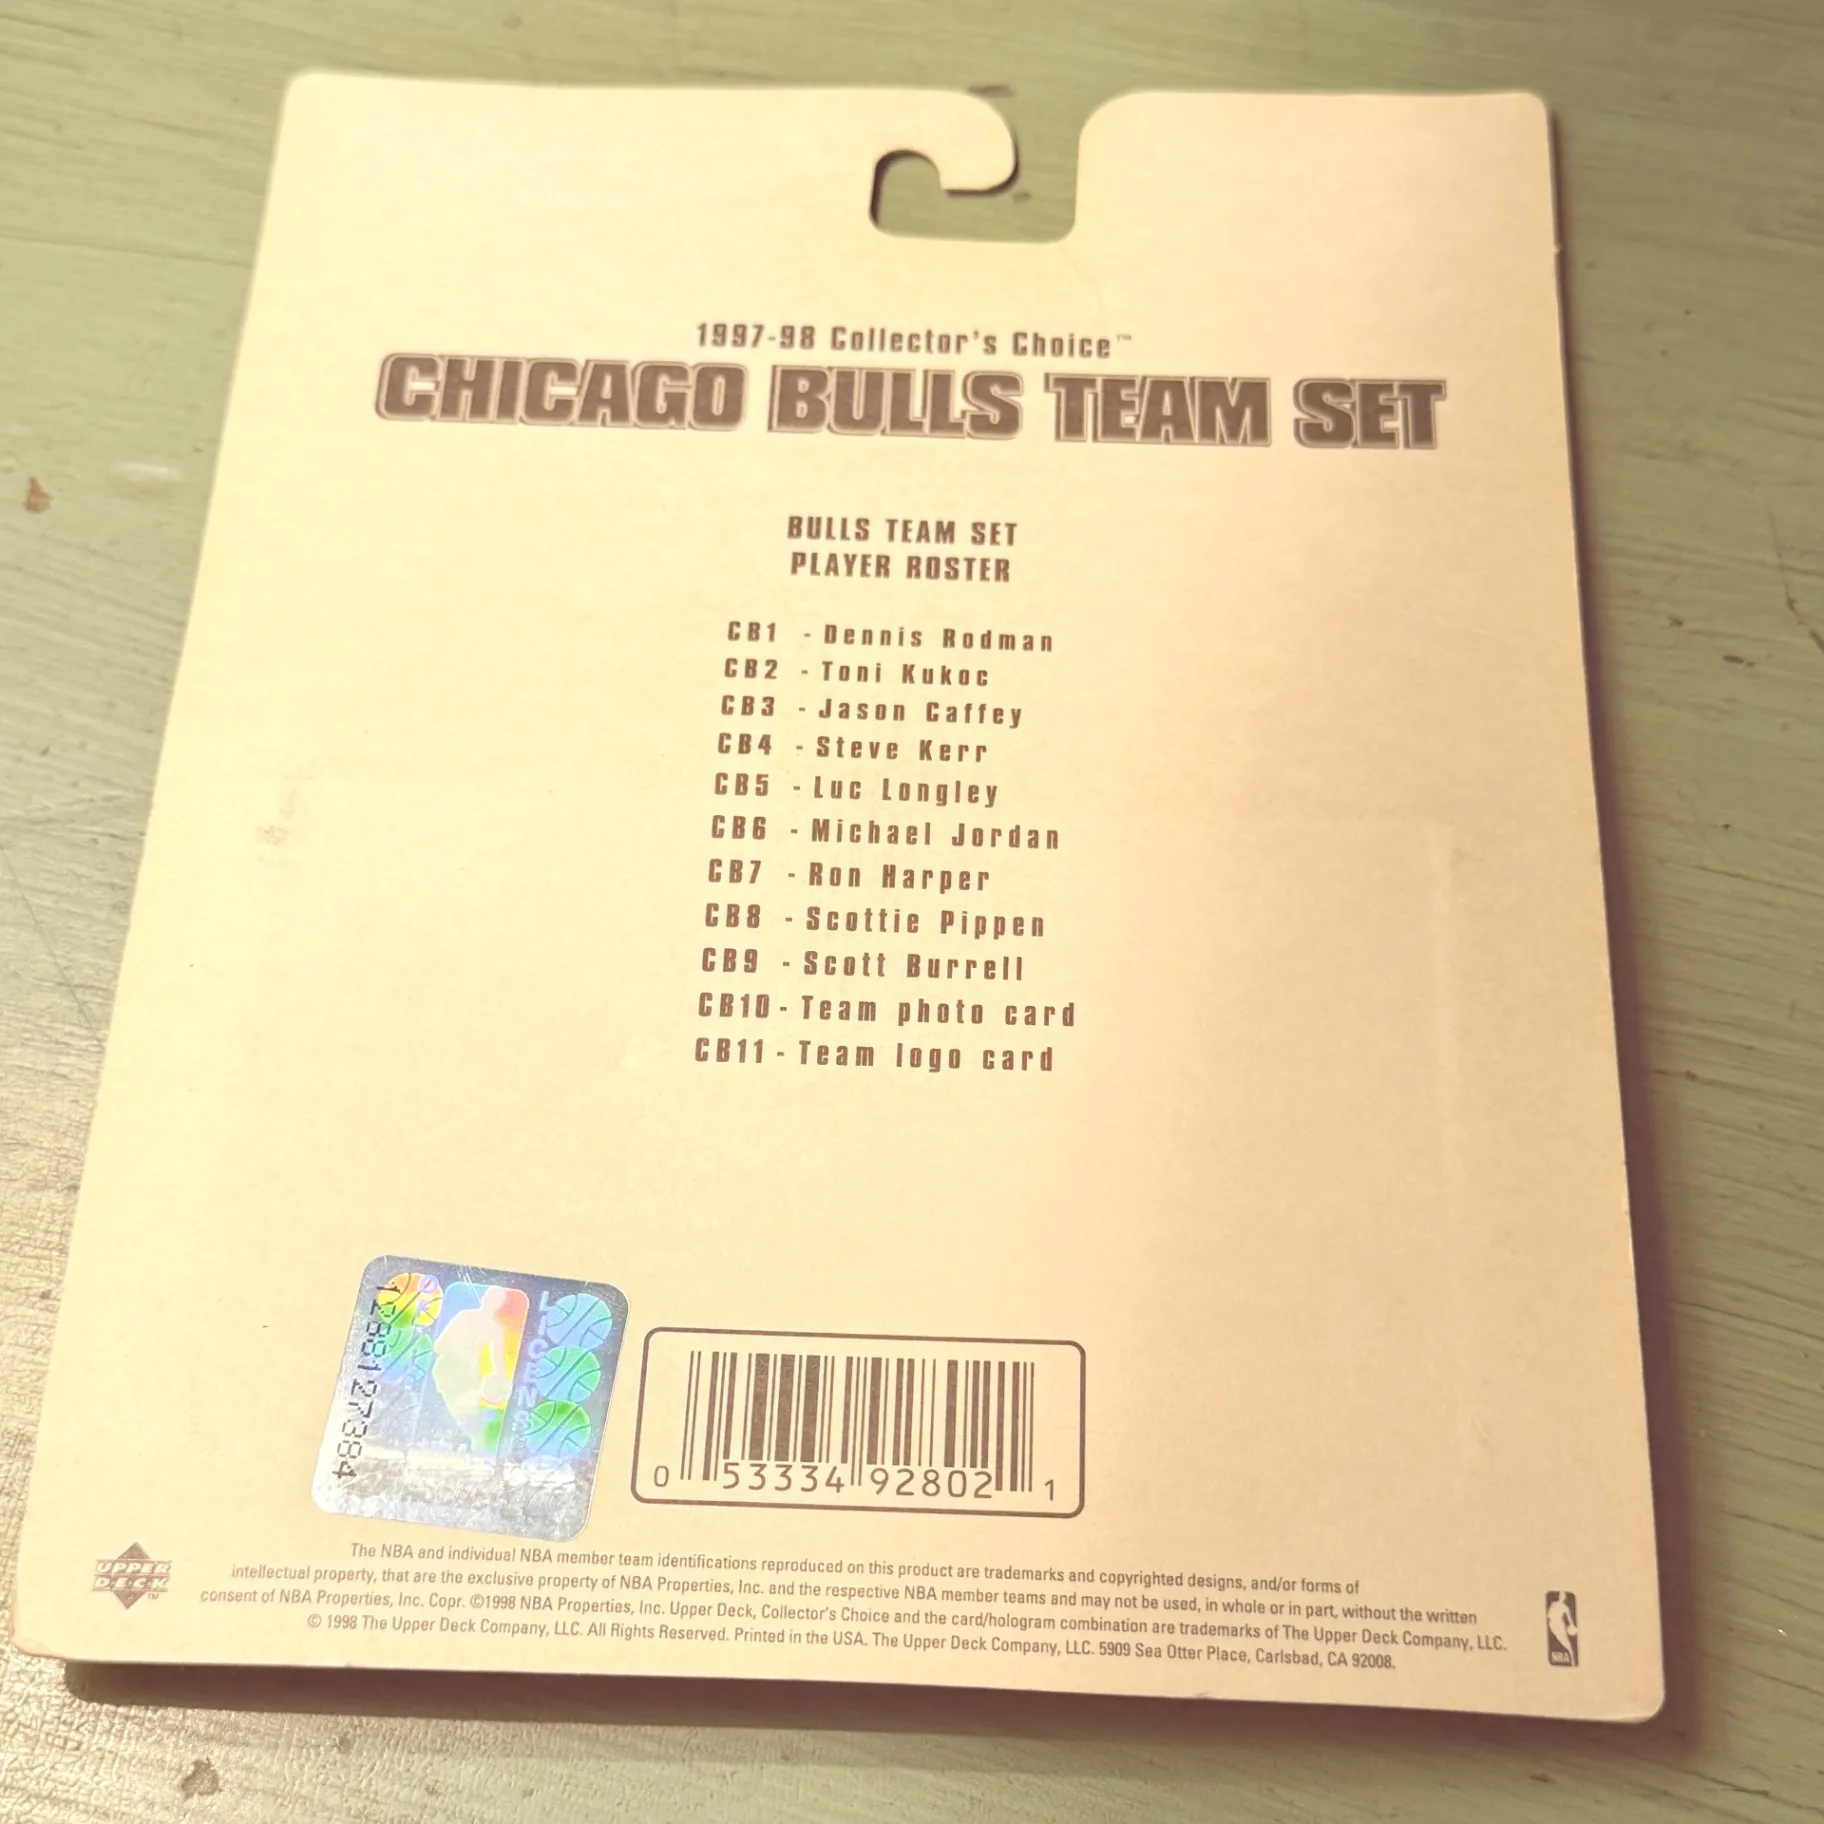 1997-98 Collector's Choice™
CHICAGO BULLS TEAM SET
BULLS TEAM SET
PLAYER ROSTER
CB1 - Dennis Rodman
CB2 - Toni Kukoc
CB3 - Jason Caffey
CB4 - Steve Kerr
CB5 - Luc Longley
CB6 - Michael Jordan
CB7 - Ron Harper
CB8 - Scottie Pippen
CB9 - Scott Burrell
CB10 - Team photo card
CB11 - Team logo card
128127384
0 53334 92802 1
UPPER
DECK™
The NBA and individual NBA member team identifications reproduced on this product are trademarks and copyrighted designs, and/or forms of
intellectual property, that are the exclusive property of NBA Properties, Inc. and the respective NBA member teams and may not be used, in whole or in part, without the written
consent of NBA Properties, Inc. Copr. ©1998 NBA Properties, Inc. Upper Deck, Collector's Choice and the card/hologram combination are trademarks of The Upper Deck Company, LLC.
© 1998 The Upper Deck Company, LLC. All Rights Reserved. Printed in the USA. The Upper Deck Company, LLC. 5909 Sea Otter Place, Carlsbad, CA 92008.
NBA